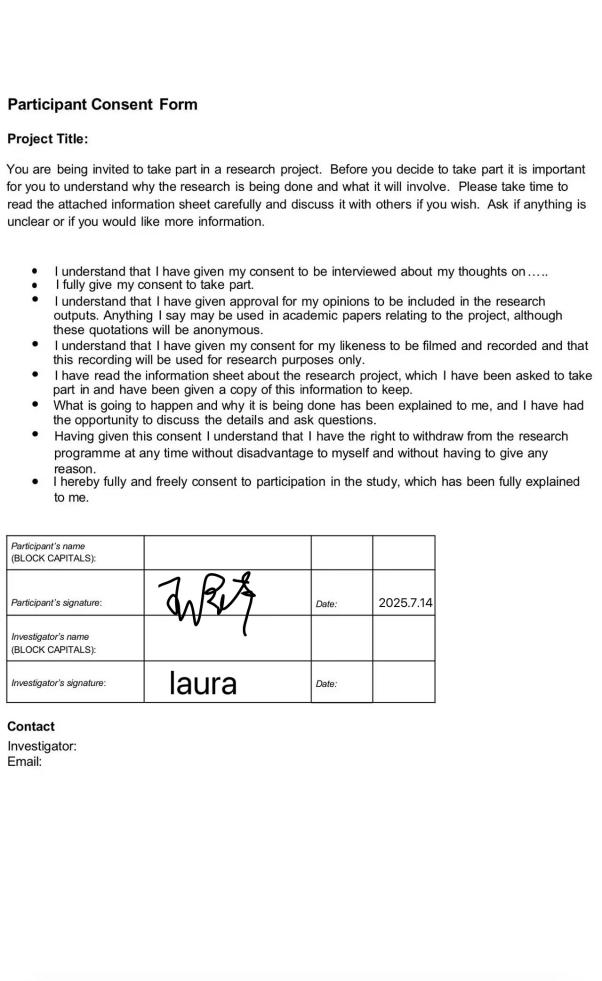 Participant Consent Form
Project Title:
You are being invited to take part in a research project. Before you decide to take part it is important
for you to understand why the research is being done and what it will involve. Please take time to
read the attached information sheet carefully and discuss it with others if you wish. Ask if anything is
unclear or if you would like more information.
• I understand that I have given my consent to be interviewed about my thoughts on…..
• I fully give my consent to take part.
• I understand that I have given approval for my opinions to be included in the research
outputs. Anything I say may be used in academic papers relating to the project, although
these quotations will be anonymous.
• I understand that I have given my consent for my likeness to be filmed and recorded and that
this recording will be used for research purposes only.
• I have read the information sheet about the research project, which I have been asked to take
part in and have been given a copy of this information to keep.
• What is going to happen and why it is being done has been explained to me, and I have had
the opportunity to discuss the details and ask questions.
• Having given this consent I understand that I have the right to withdraw from the research
programme at any time without disadvantage to myself and without having to give any
reason.
• I hereby fully and freely consent to participation in the study, which has been fully explained
to me.
Participant's name
(BLOCK CAPITALS):
Participant's signature: Date: 2025.7.14
Investigator's name
(BLOCK CAPITALS):
Investigator's signature: laura Date:
Contact
Investigator:
Email: